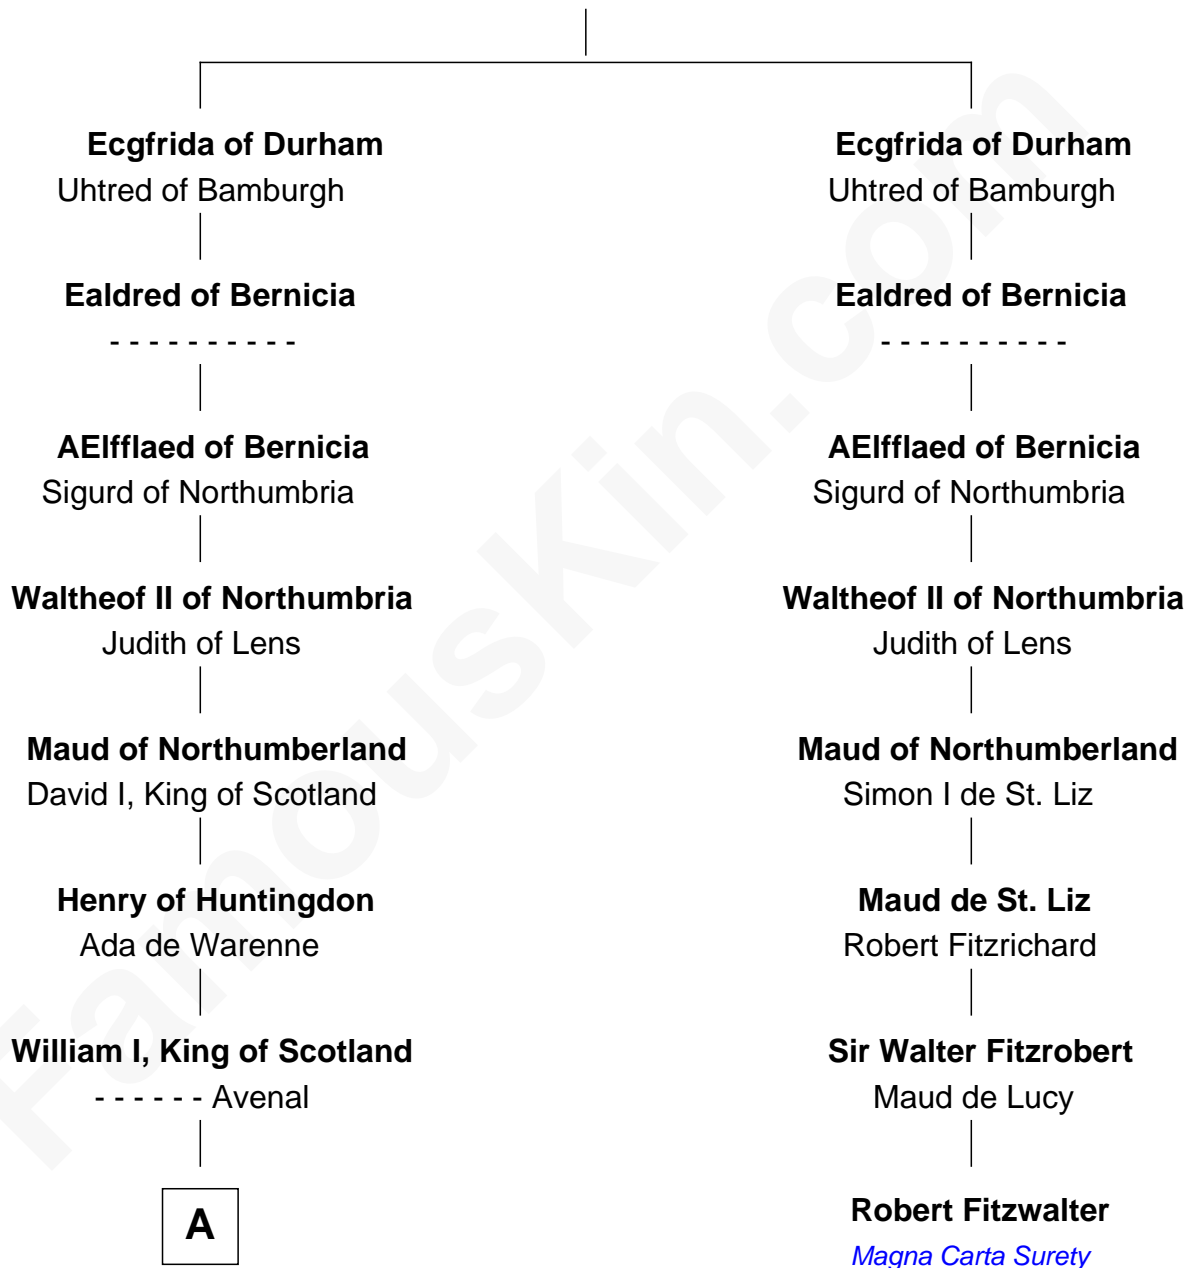 Ecgfrida of Durham
Uhtred of Bamburgh
Ealdred of Bernicia
- - - - - - - - - -
AElfflaed of Bernicia
Sigurd of Northumbria
Waltheof II of Northumbria
Judith of Lens
Maud of Northumberland
David I, King of Scotland
Henry of Huntingdon
Ada de Warenne
William I, King of Scotland
- - - - - - Avenal
A
Ecgfrida of Durham
Uhtred of Bamburgh
Ealdred of Bernicia
- - - - - - - - - -
AElfflaed of Bernicia
Sigurd of Northumbria
Waltheof II of Northumbria
Judith of Lens
Maud of Northumberland
Simon I de St. Liz
Maud de St. Liz
Robert Fitzrichard
Sir Walter Fitzrobert
Maud de Lucy
Robert Fitzwalter
Magna Carta Surety
FamousKin.com